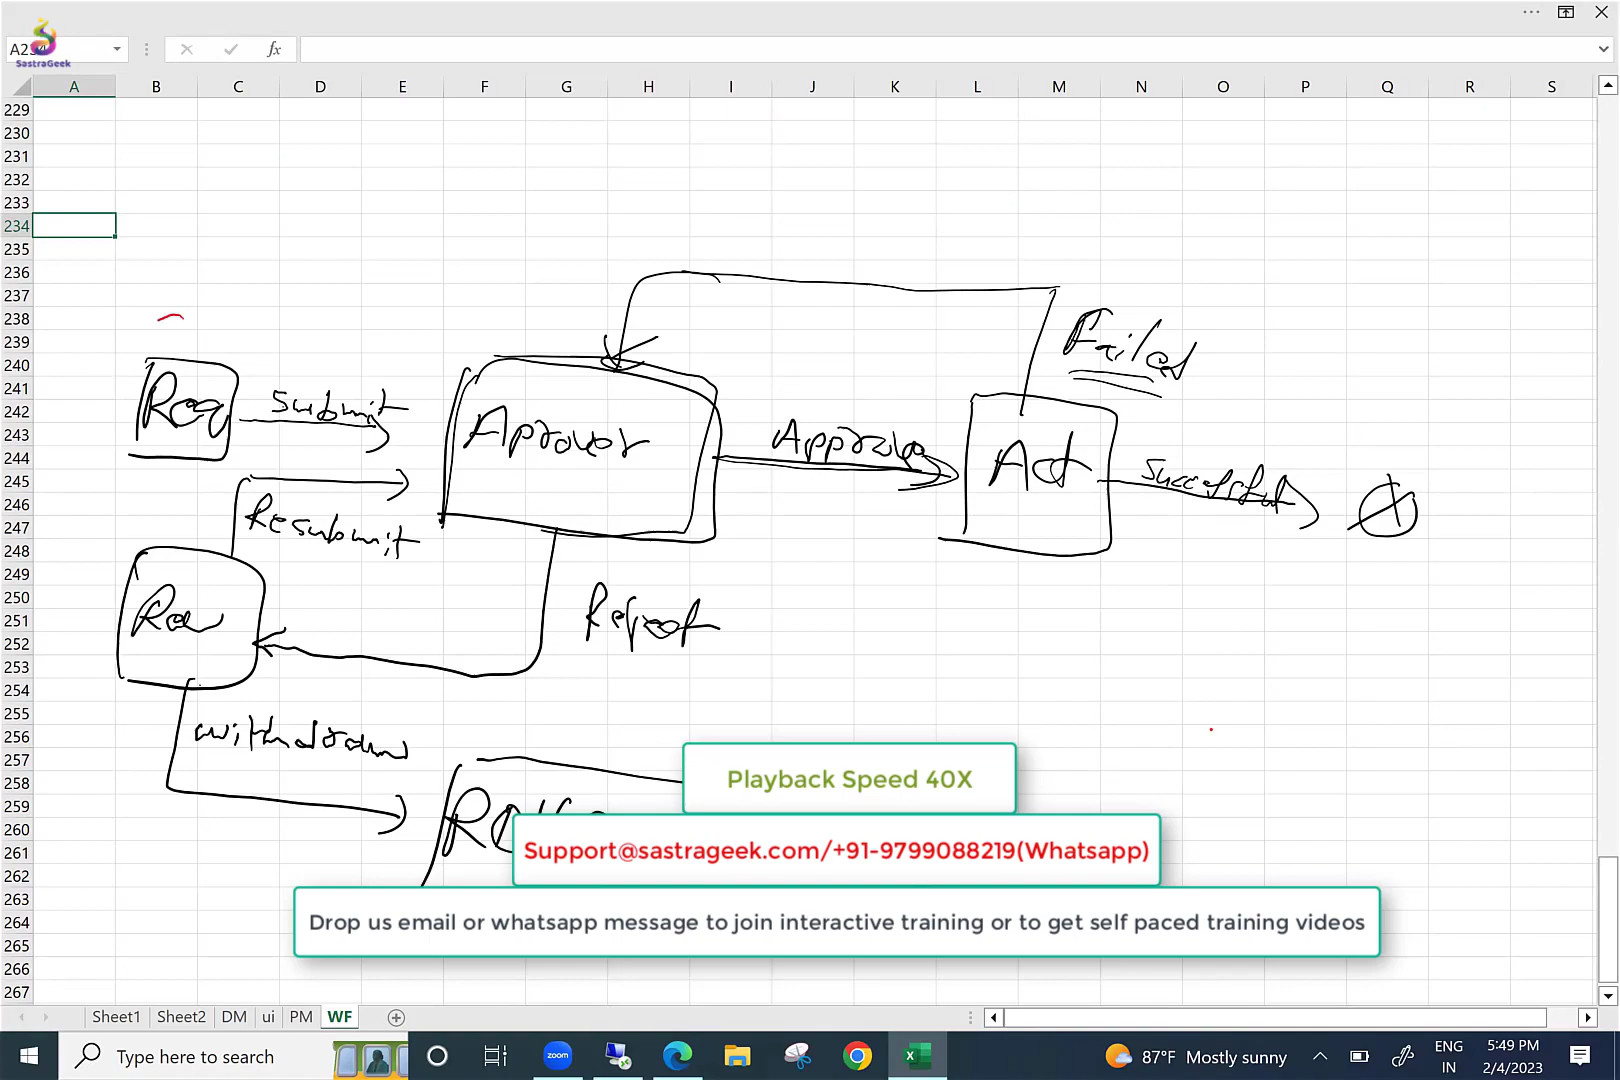 A234
SastraGeek
fx
A B C D E F G H I J K L M N O P Q R S
229
230
231
232
233
234
235
236
237
238
239
240
241
242
243
244
245
246
247
248
249
250
251
252
253
254
255
256
257
258
259
260
261
262
263
264
265
266
267
Failed
Req
Submit
Aprover
Approve
Act
Successful
Resubmit
Reject
withdrawn
Playback Speed 40X
Support@sastrageek.com/+91-9799088219(Whatsapp)
Drop us email or whatsapp message to join interactive training or to get self paced training videos
Sheet1 Sheet2 DM ui PM WF
Type here to search
zoom
87°F Mostly sunny
ENG
IN
5:49 PM
2/4/2023